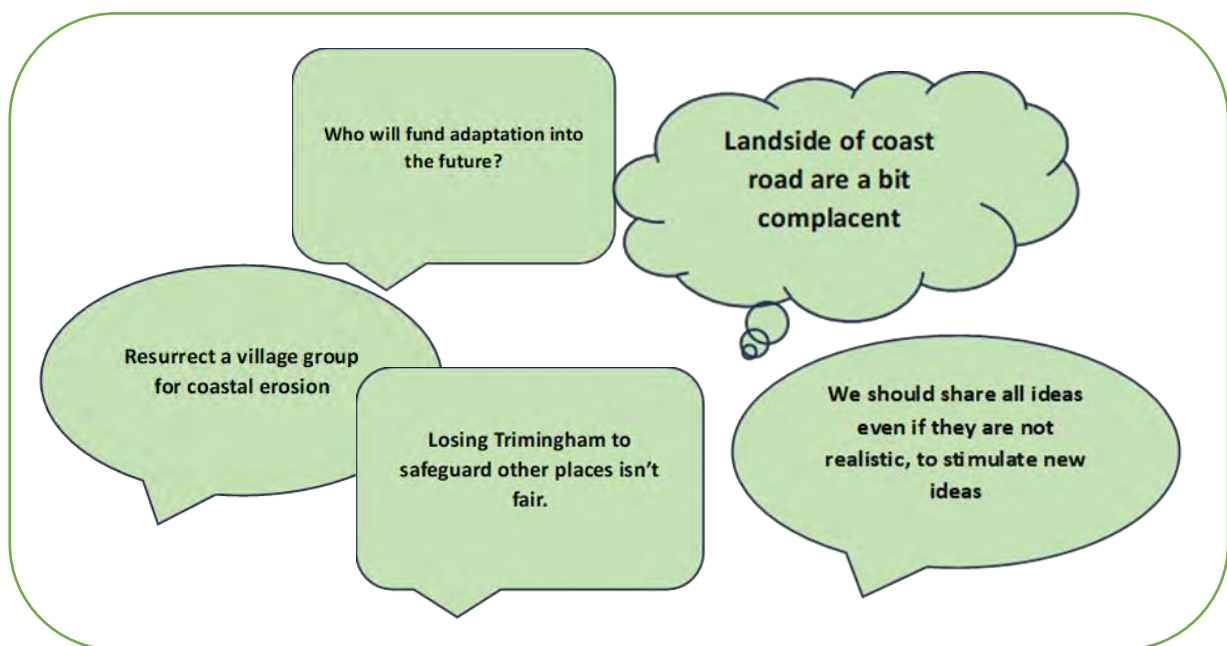 Who will fund adaptation into
the future?
Landside of coast
road are a bit
complacent
Resurrect a village group
for coastal erosion
Losing Trimingham to
safeguard other places isn’t
fair.
We should share all ideas
even if they are not
realistic, to stimulate new
ideas